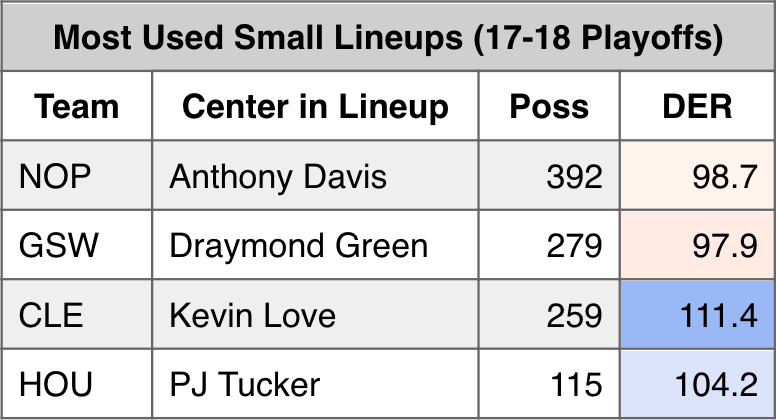 Most Used Small Lineups (17-18 Playoffs)
Team Center in Lineup Poss DER
NOP Anthony Davis 392 98.7
GSW Draymond Green 279 97.9
CLE Kevin Love 259 111.4
HOU PJ Tucker 115 104.2